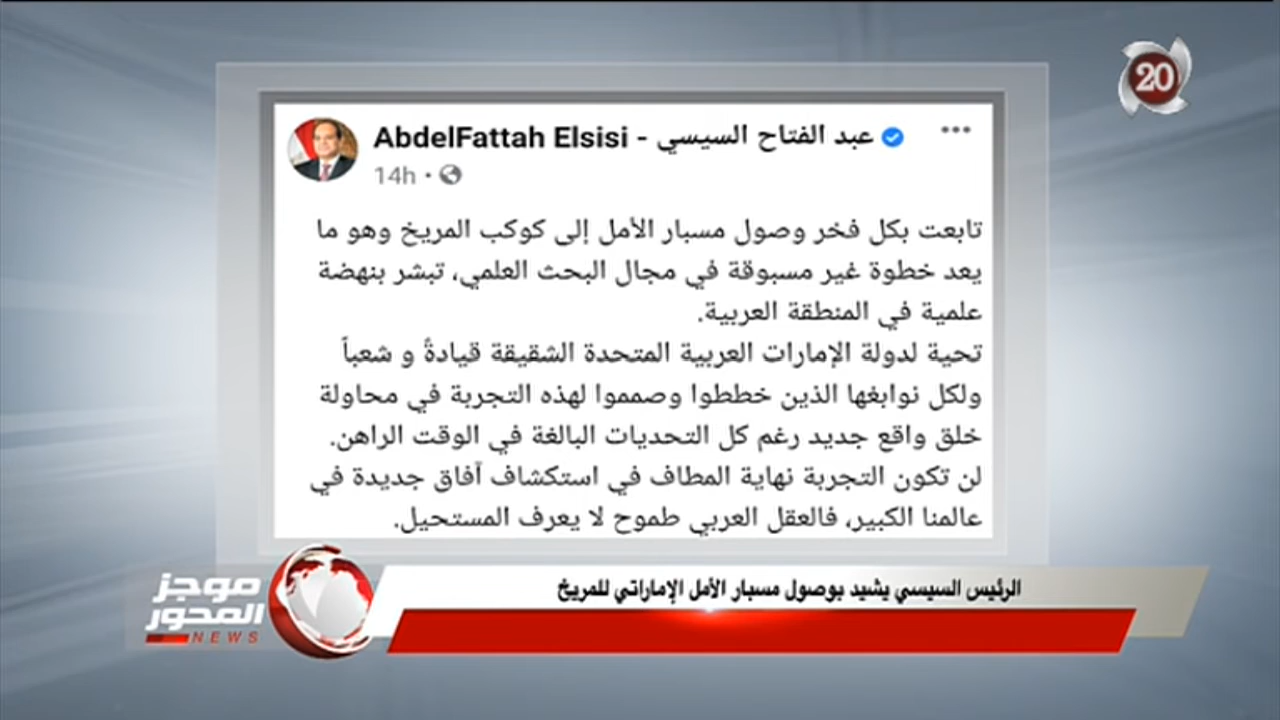 20
AbdelFattah Elsisi - عبد الفتاح السيسي
14h
تابعت بكل فخر وصول مسبار الأمل إلى كوكب المريخ وهو ما
يعد خطوة غير مسبوقة في مجال البحث العلمي، تبشر بنهضة
علمية في المنطقة العربية.
تحية لدولة الإمارات العربية المتحدة الشقيقة قيادةً و شعباً
ولكل نوابغها الذين خططوا وصمموا لهذه التجربة في محاولة
خلق واقع جديد رغم كل التحديات البالغة في الوقت الراهن.
لن تكون التجربة نهاية المطاف في استكشاف آفاق جديدة في
عالمنا الكبير، فالعقل العربي طموح لا يعرف المستحيل.
الرئيس السيسي يشيد بوصول مسبار الأمل الإماراتي للمريخ
موجز
المحور
NEWS